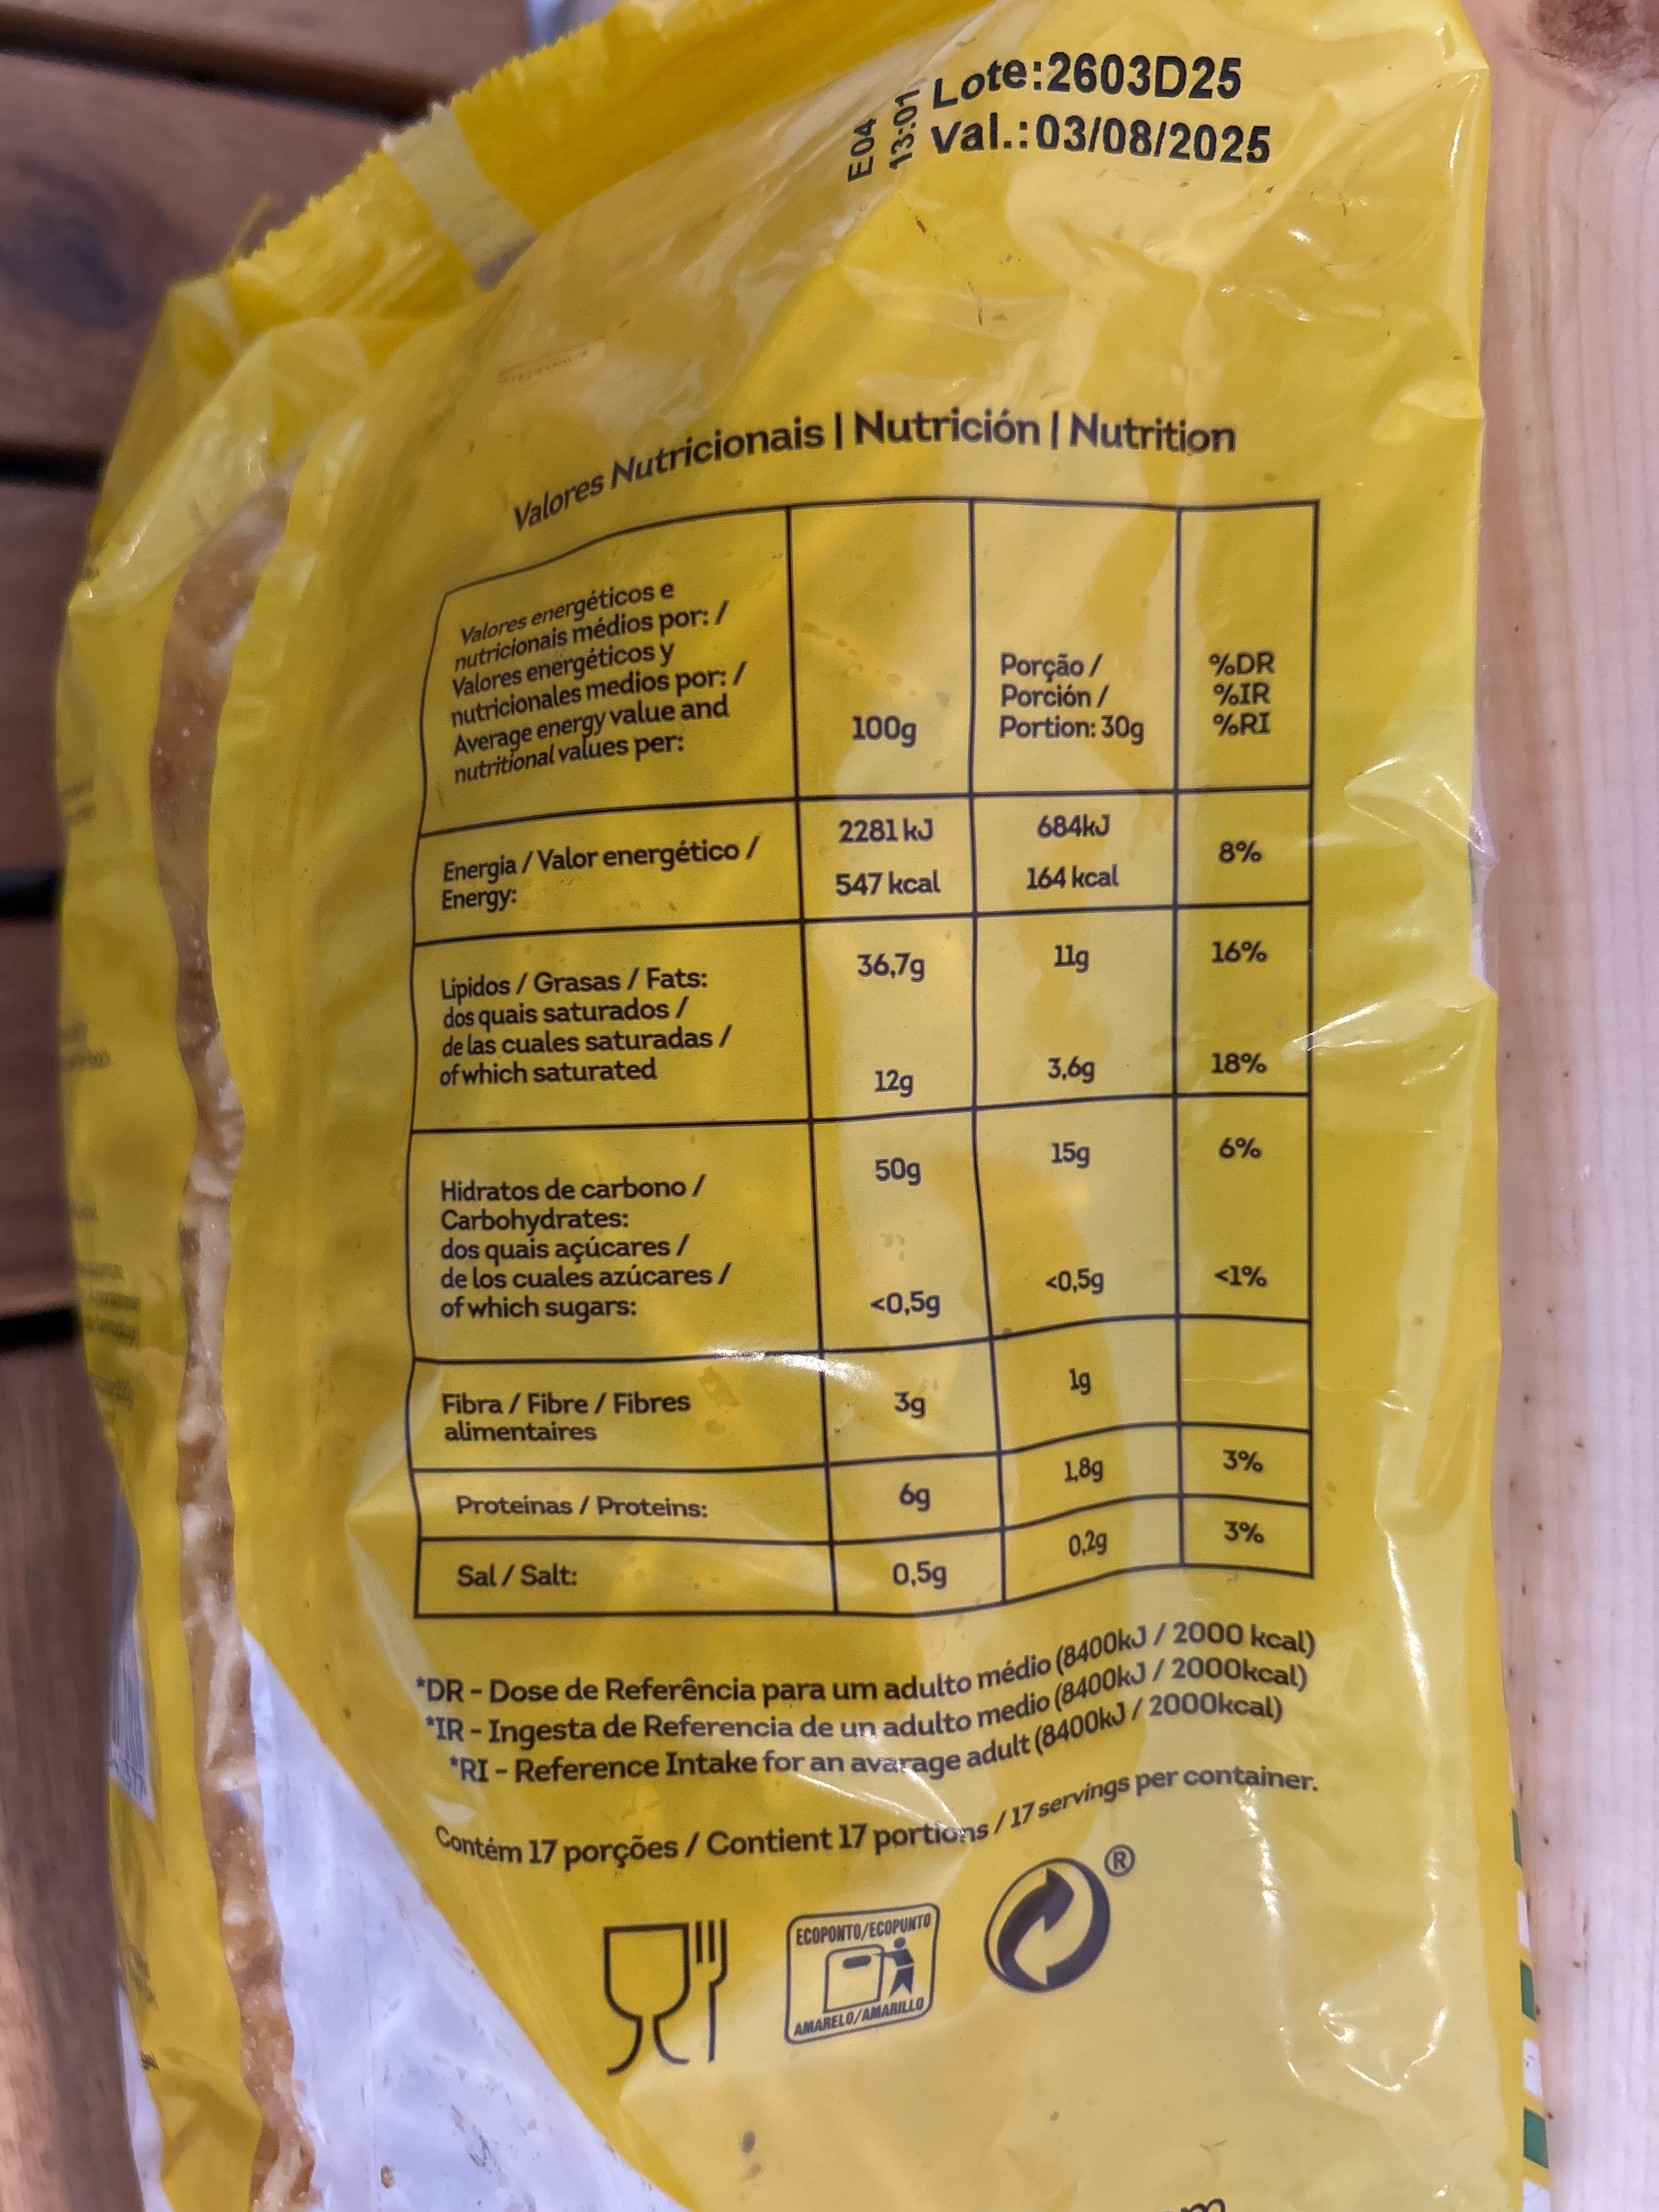 Lote:2603D25
Val.:03/08/2025
E04
13:01
Valores Nutricionais | Nutrición | Nutrition
Valores energéticos e
nutricionais médios por: /
Valores energéticos y
nutricionales medios por: /
Average energy value and
nutritional values per:
100g
Porção /
Porción /
Portion: 30g
%DR
%IR
%RI
Energia / Valor energético /
Energy:
2281 kJ
547 kcal
684kJ
164 kcal
8%
Lípidos / Grasas / Fats:
dos quais saturados /
de las cuales saturadas /
of which saturated
36,7g
12g
11g
3,6g
16%
18%
Hidratos de carbono /
Carbohydrates:
dos quais açúcares /
de los cuales azúcares /
of which sugars:
50g
<0,5g
15g
<0,5g
6%
<1%
Fibra / Fibre / Fibres
alimentaires
3g
1g
Proteínas / Proteins:
6g
1,8g
3%
Sal / Salt:
0,5g
0,2g
3%
*DR - Dose de Referência para um adulto médio (8400kJ / 2000 kcal)
*IR - Ingesta de Referencia de un adulto medio (8400kJ / 2000kcal)
*RI - Reference Intake for an avarage adult (8400kJ / 2000kcal)
Contém 17 porções / Contient 17 portions / 17 servings per container.
ECOPONTO/ECOPUNTO
AMARELO/AMARILLO
®